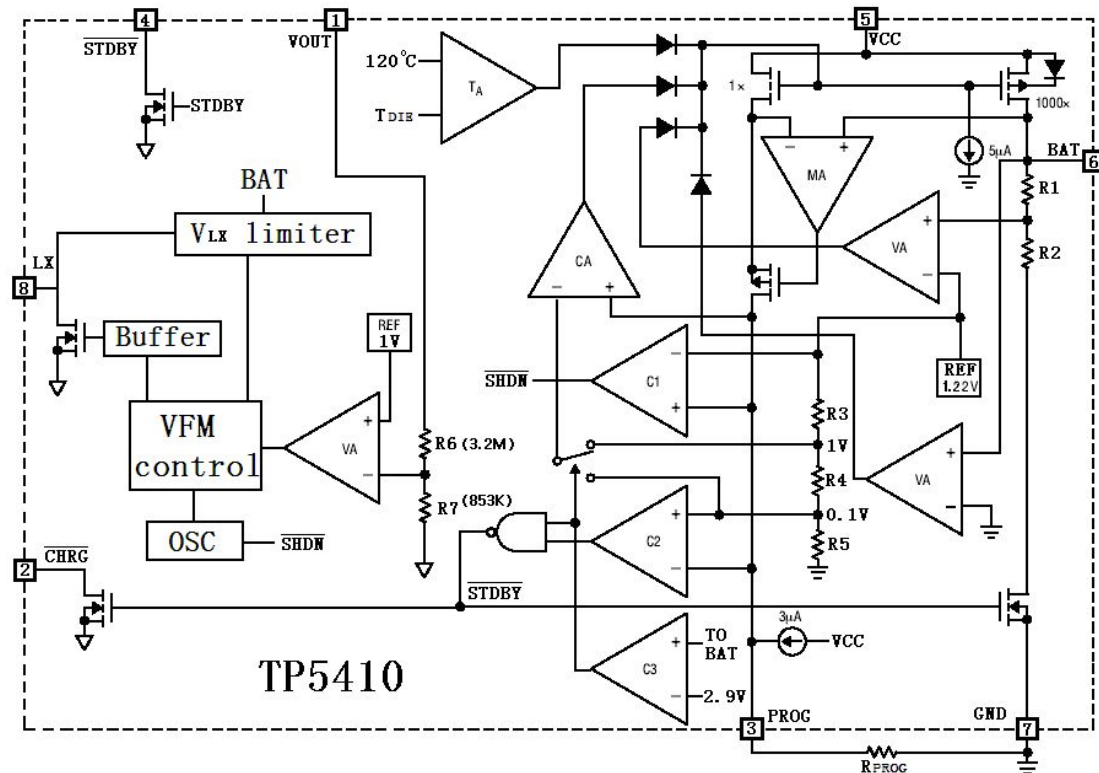 4
1
5
STDBY
VOUT
VCC
120℃
TA
TDIE
STDBY
1×
1000×
5μA
BAT
6
MA
R1
BAT
VLX limiter
VA
R2
CA
LX
8
Buffer
REF
1V
C1
SHDN
REF
1.22V
R3
VFM
control
VA
R6 (3.2M)
1V
R4
VA
R7 (853K)
0.1V
OSC
SHDN
C2
R5
CHRG
2
STDBY
3μA
VCC
TO
BAT
C3
2.9V
TP5410
PROG
GND
3
7
RPROG